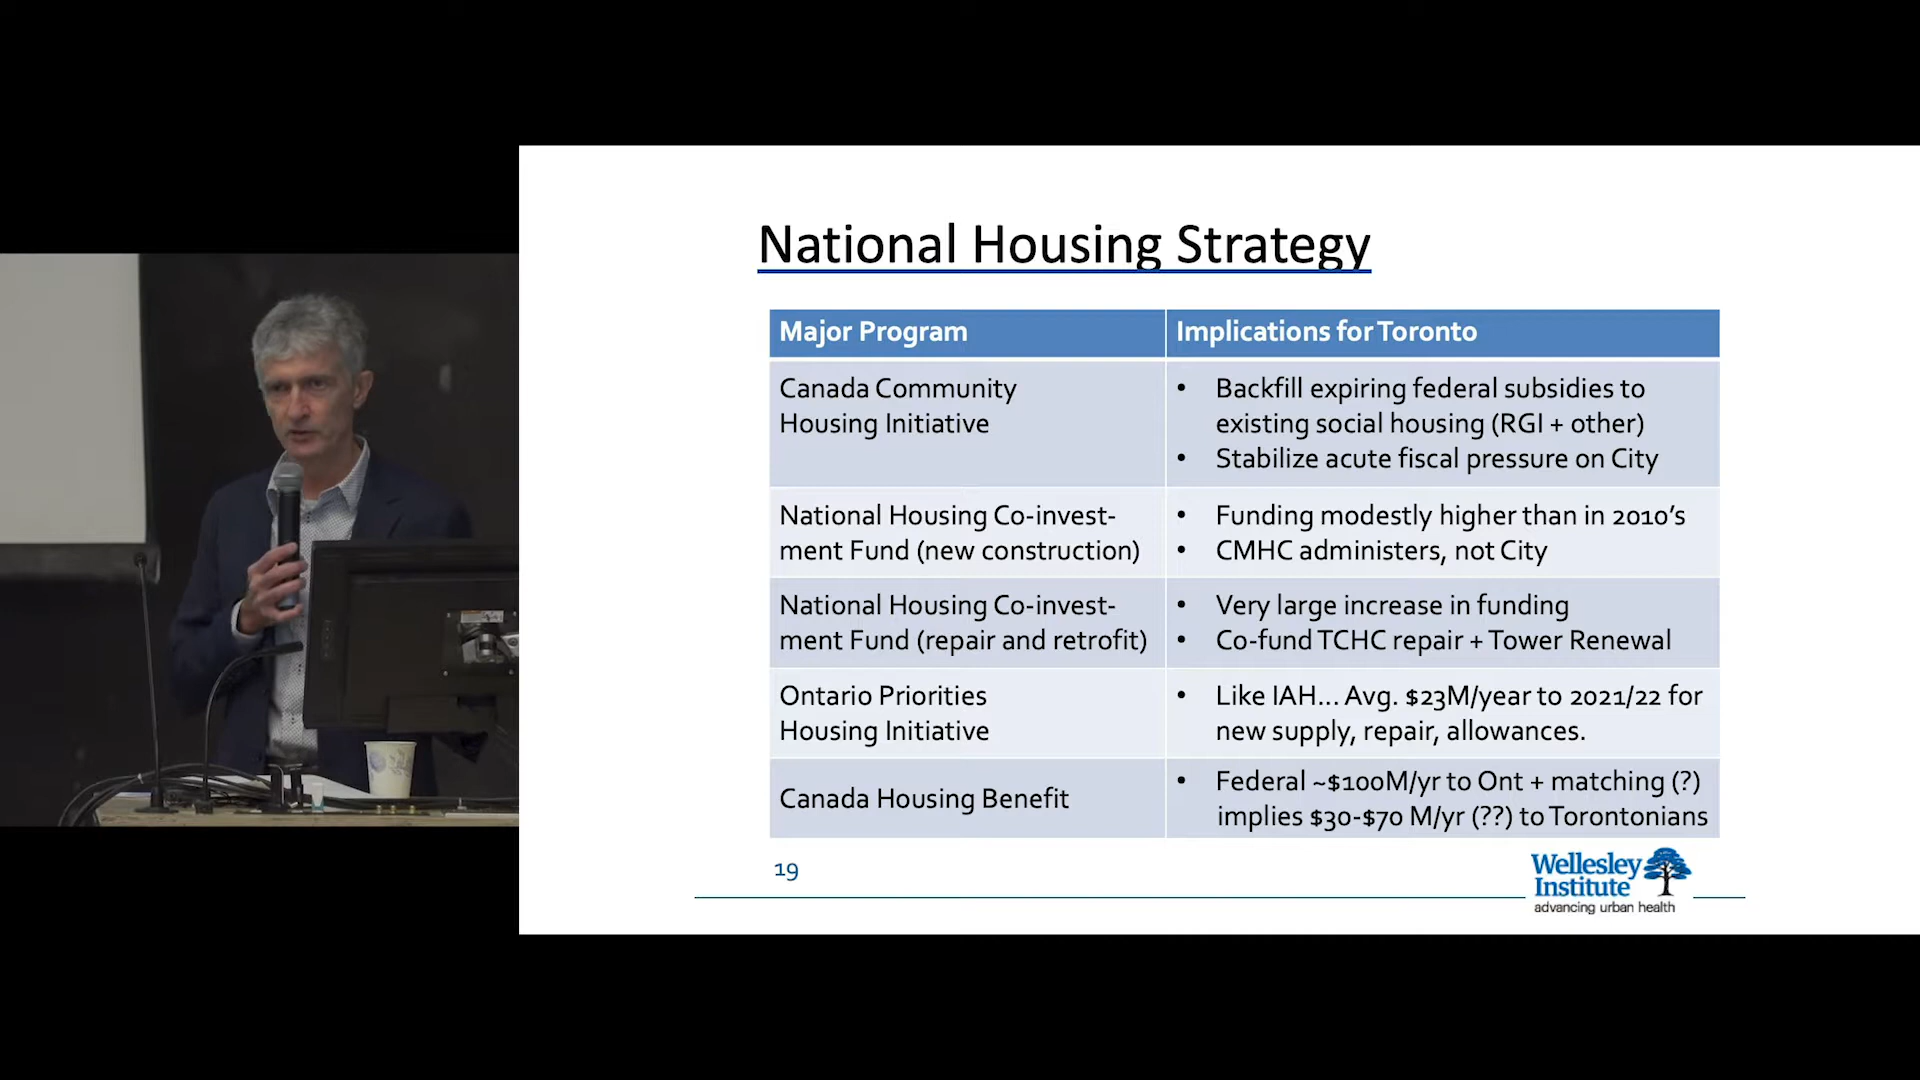 National Housing Strategy
Major Program
Implications for Toronto
Canada Community
Housing Initiative
• Backfill expiring federal subsidies to
existing social housing (RGI + other)
• Stabilize acute fiscal pressure on City
National Housing Co-invest-
ment Fund (new construction)
• Funding modestly higher than in 2010's
• CMHC administers, not City
National Housing Co-invest-
ment Fund (repair and retrofit)
• Very large increase in funding
• Co-fund TCHC repair + Tower Renewal
Ontario Priorities
Housing Initiative
• Like IAH... Avg. $23M/year to 2021/22 for
new supply, repair, allowances.
Canada Housing Benefit
• Federal ~$100M/yr to Ont + matching (?)
implies $30-$70 M/yr (??) to Torontonians
19
Wellesley
Institute
advancing urban health